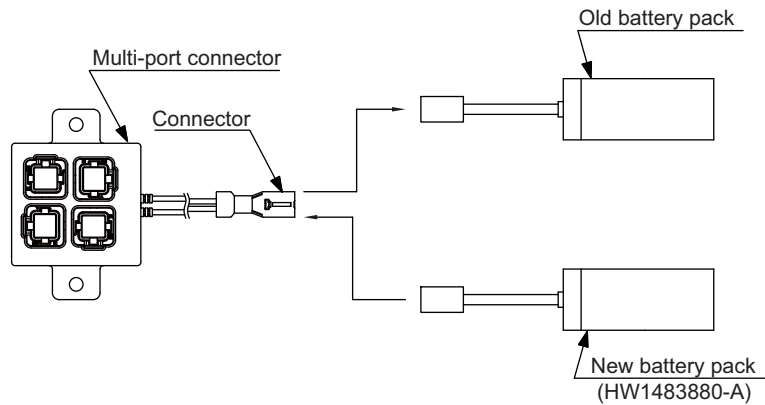 Old battery pack
Multi-port connector
Connector
New battery pack
(HW1483880-A)